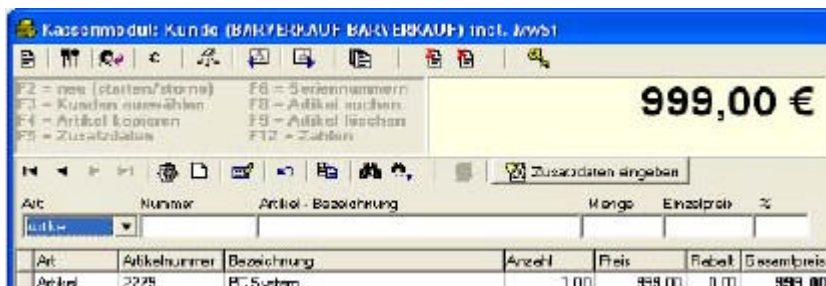 Kassenmodul: Kunde (BARVERKAUF BARVERKAUF) incl. MwSt
F2 = neu (starten/storno) F6 = Seriennummern
F3 = Kunden auswählen F8 = Artikel suchen
F4 = Artikel kopieren F9 = Artikel löschen
F5 = Zusatzdaten F12 = Zahlen
999,00 €
Zusatzdaten eingeben
Art: Nummer Artikel - Bezeichnung Menge Einzelpreis %
Artikel
Art Artikelnummer Bezeichnung Anzahl Preis Rabatt Gesamtpreis
Artikel 2229 PC System 1,00 999,00 0,00 999,00